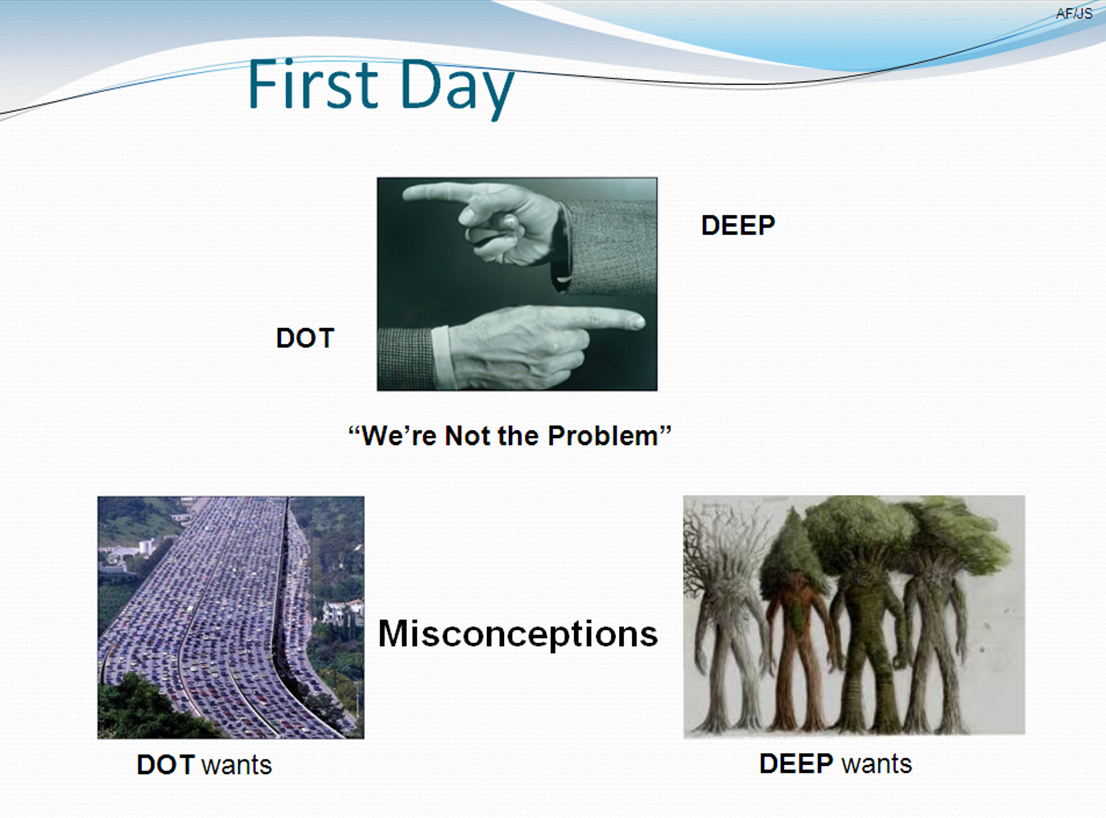 AF/JS
First Day
DEEP
DOT
“We’re Not the Problem”
Misconceptions
DOT wants
DEEP wants